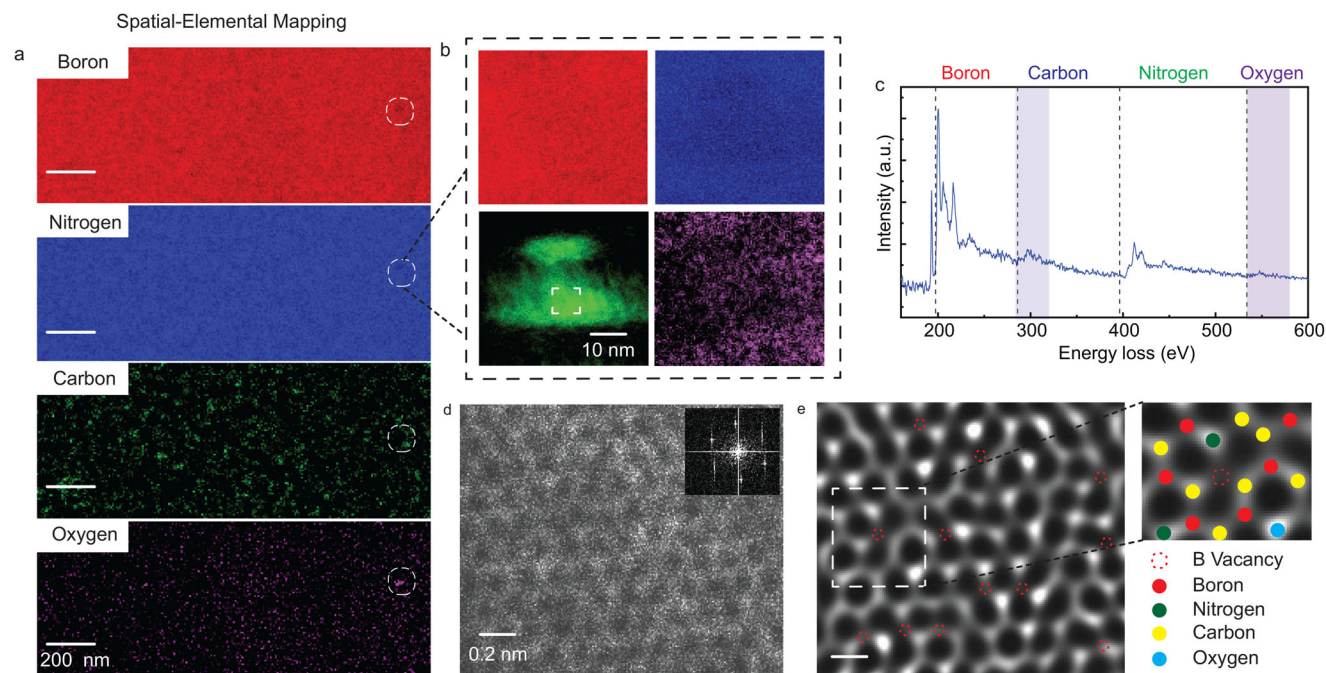 Spatial-Elemental Mapping
a
Boron
Nitrogen
Carbon
Oxygen
200 nm
b
10 nm
Boron Carbon Nitrogen Oxygen
c
Intensity (a.u.)
200 300 400 500 600
Energy loss (eV)
d
0.2 nm
e
B Vacancy
Boron
Nitrogen
Carbon
Oxygen